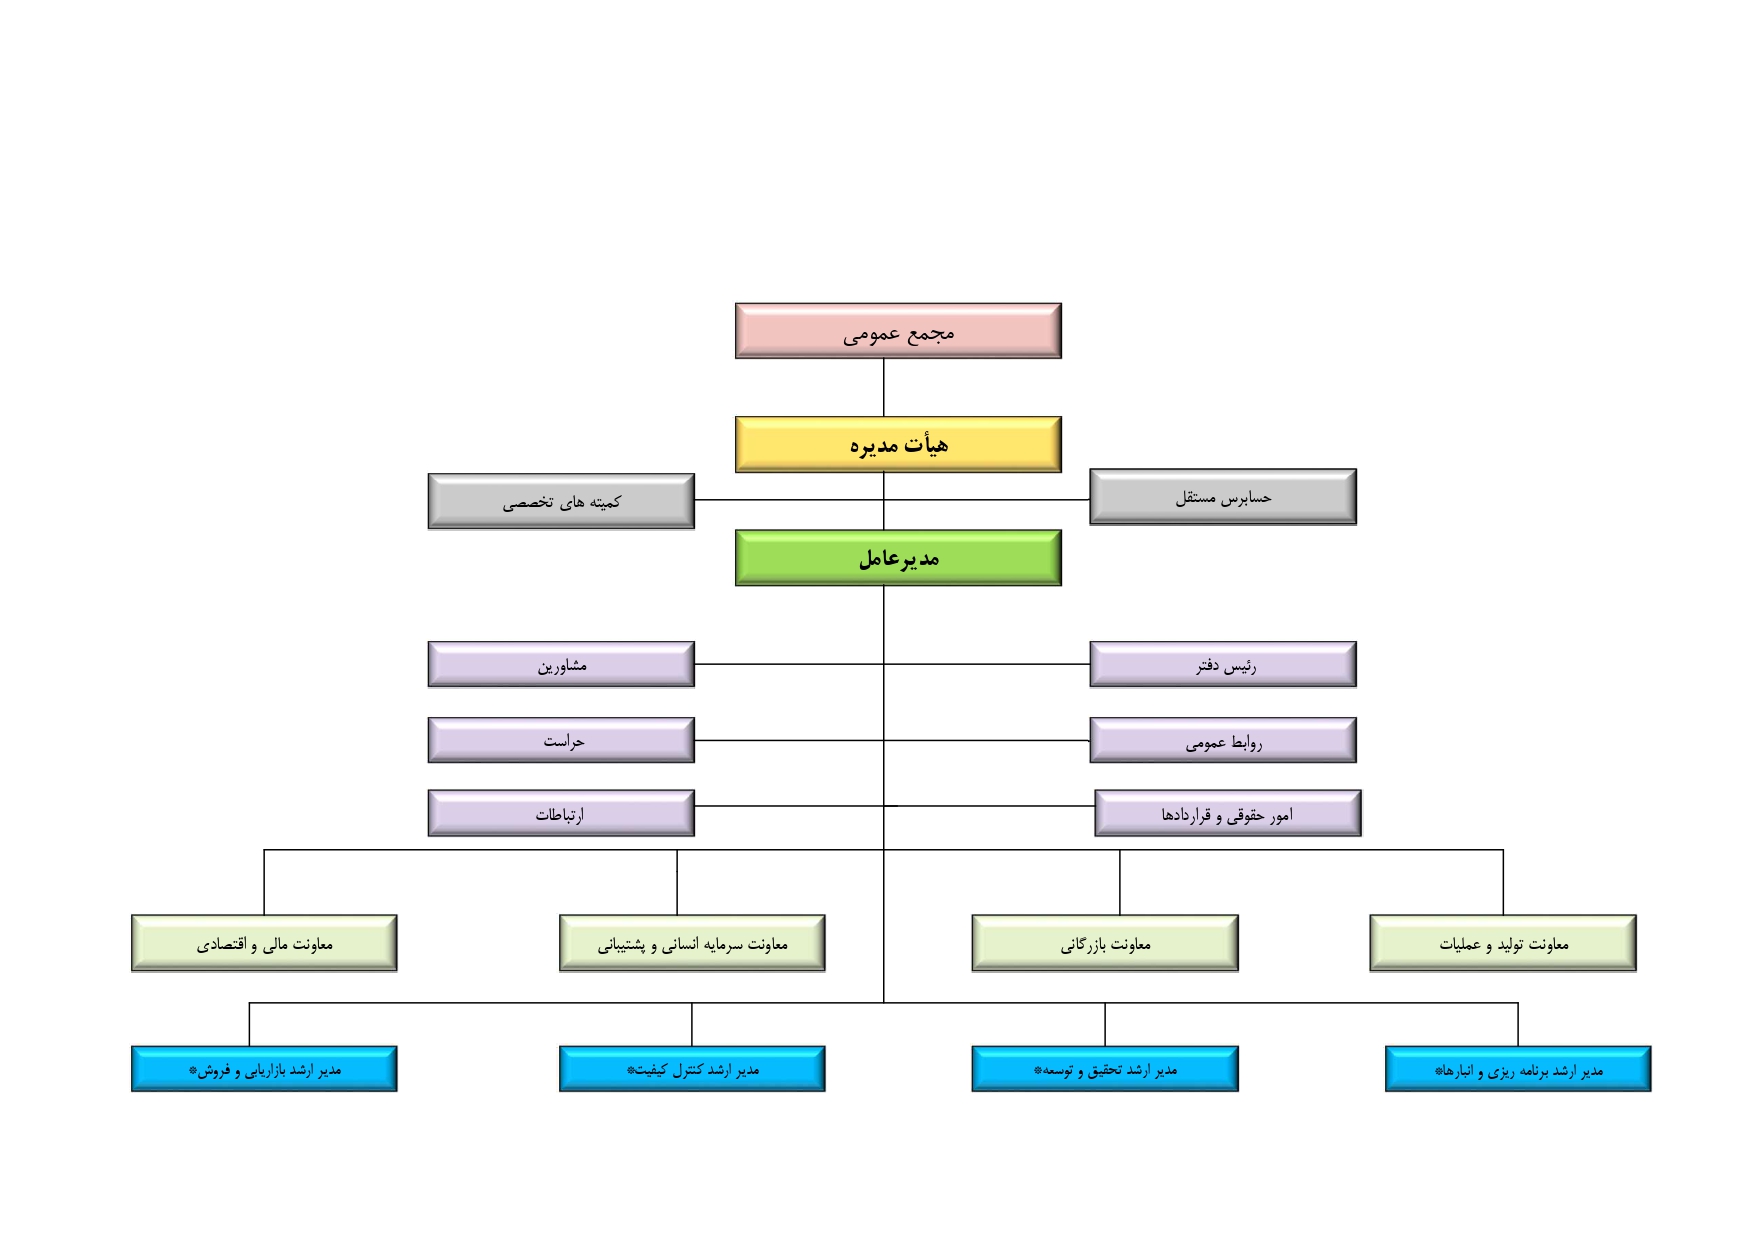 مجمع عمومی
هیأت مدیره
حسابرس مستقل
کمیته های تخصصی
مدیرعامل
رئیس دفتر
مشاورین
روابط عمومی
حراست
امور حقوقی و قراردادها
ارتباطات
معاونت تولید و عملیات
معاونت بازرگانی
معاونت سرمایه انسانی و پشتیبانی
معاونت مالی و اقتصادی
مدیر ارشد برنامه ریزی و انبارها*
مدیر ارشد تحقیق و توسعه*
مدیر ارشد کنترل کیفیت*
مدیر ارشد بازاریابی و فروش*